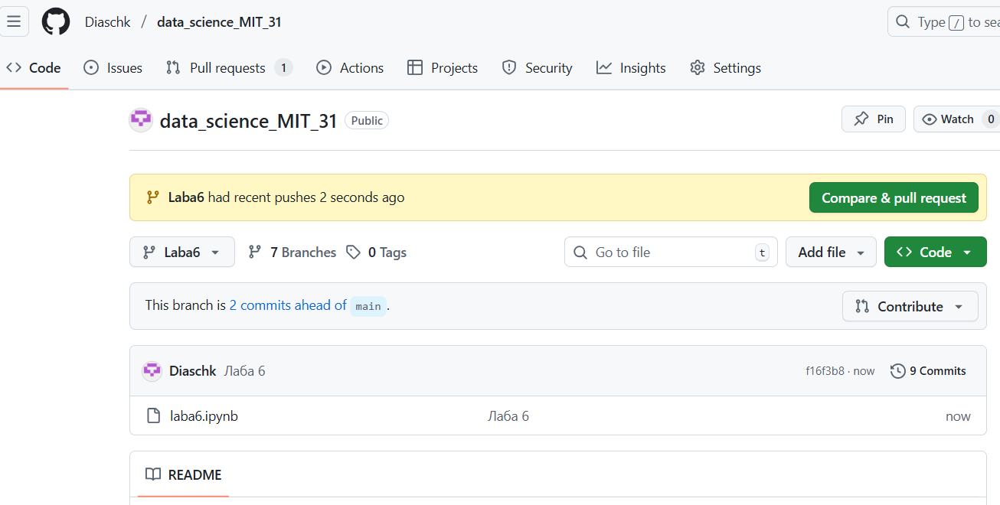 Diaschk / data_science_MIT_31 Type / to sea
Code Issues Pull requests 1 Actions Projects Security Insights Settings
data_science_MIT_31 Public Pin Watch 0
Laba6 had recent pushes 2 seconds ago Compare & pull request
Laba6 7 Branches 0 Tags Go to file t Add file Code
This branch is 2 commits ahead of main . Contribute
Diaschk Лаба 6 f16f3b8 · now 9 Commits
laba6.ipynb Лаба 6 now
README